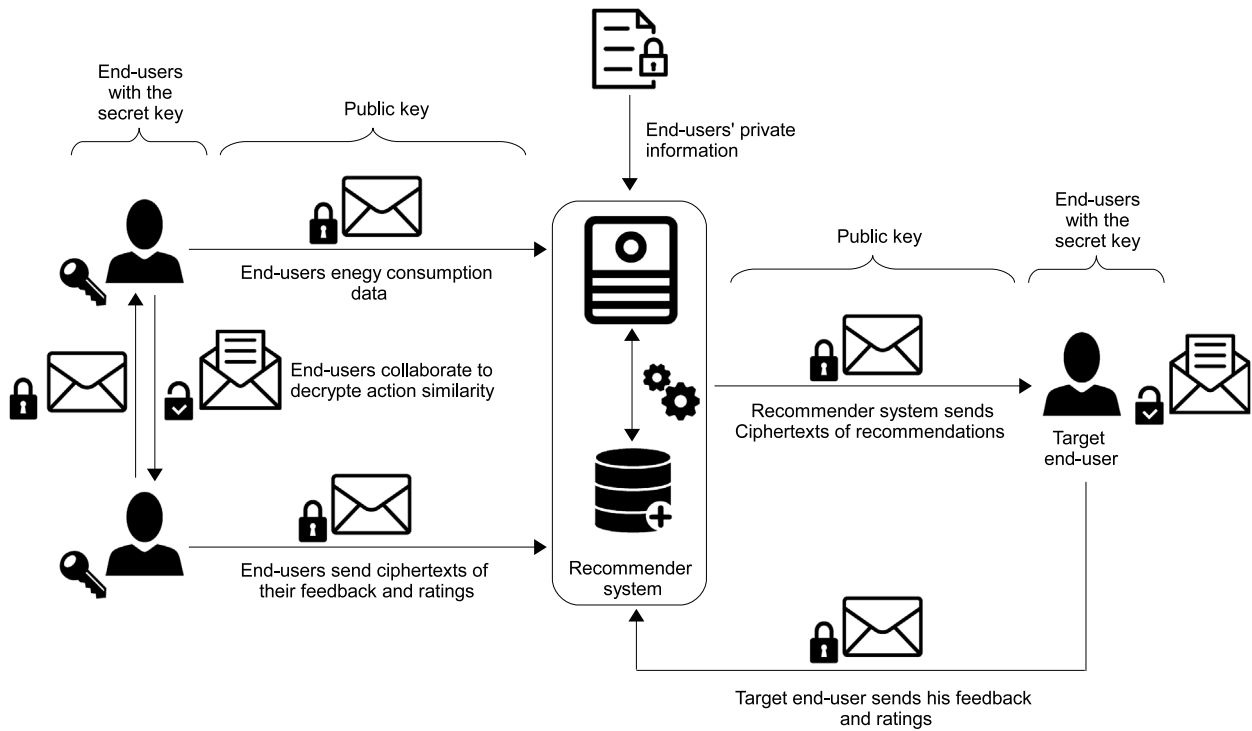 End-users
with the
secret key
Public key
End-users' private
information
End-users enegy consumption
data
End-users collaborate to
decrypte action similarity
End-users send ciphertexts of
their feedback and ratings
Recommender
system
Public key
End-users
with the
secret key
Recommender system sends
Ciphertexts of recommendations
Target
end-user
Target end-user sends his feedback
and ratings